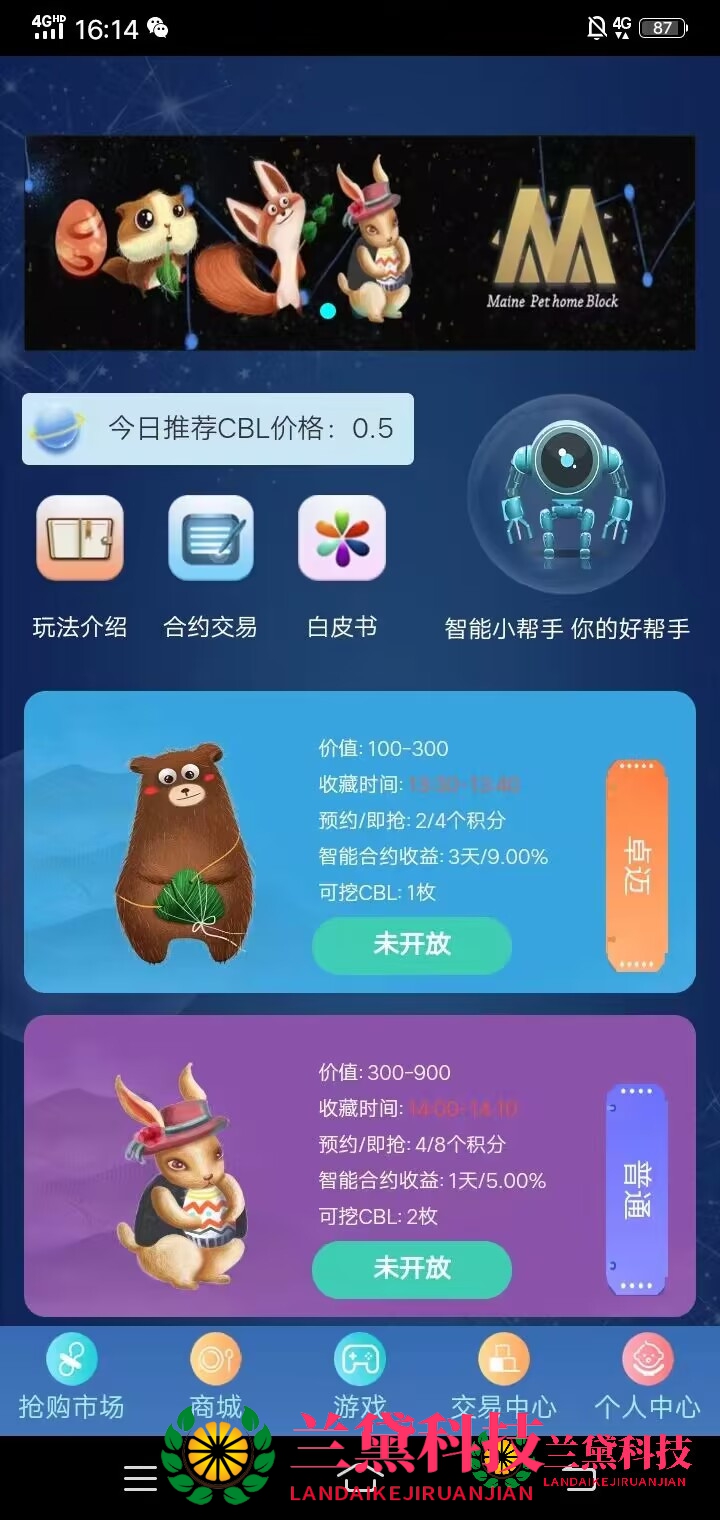 4G HD 16:14
4G 87
Maine Pet home Block
今日推荐CBL价格：0.5
玩法介绍
合约交易
白皮书
智能小帮手 你的好帮手
价值: 100-300
收藏时间: 13:30-13:40
预约/即抢: 2/4个积分
智能合约收益: 3天/9.00%
可挖CBL: 1枚
未开放
卓迈
价值: 300-900
收藏时间: 14:00-14:10
预约/即抢: 4/8个积分
智能合约收益: 1天/5.00%
可挖CBL: 2枚
未开放
普通
抢购市场
商城
游戏
交易中心
个人中心
兰黛科技
LANDAIKEJIRUANJIAN
兰黛科技
LANDAIKEJIRUANJIAN